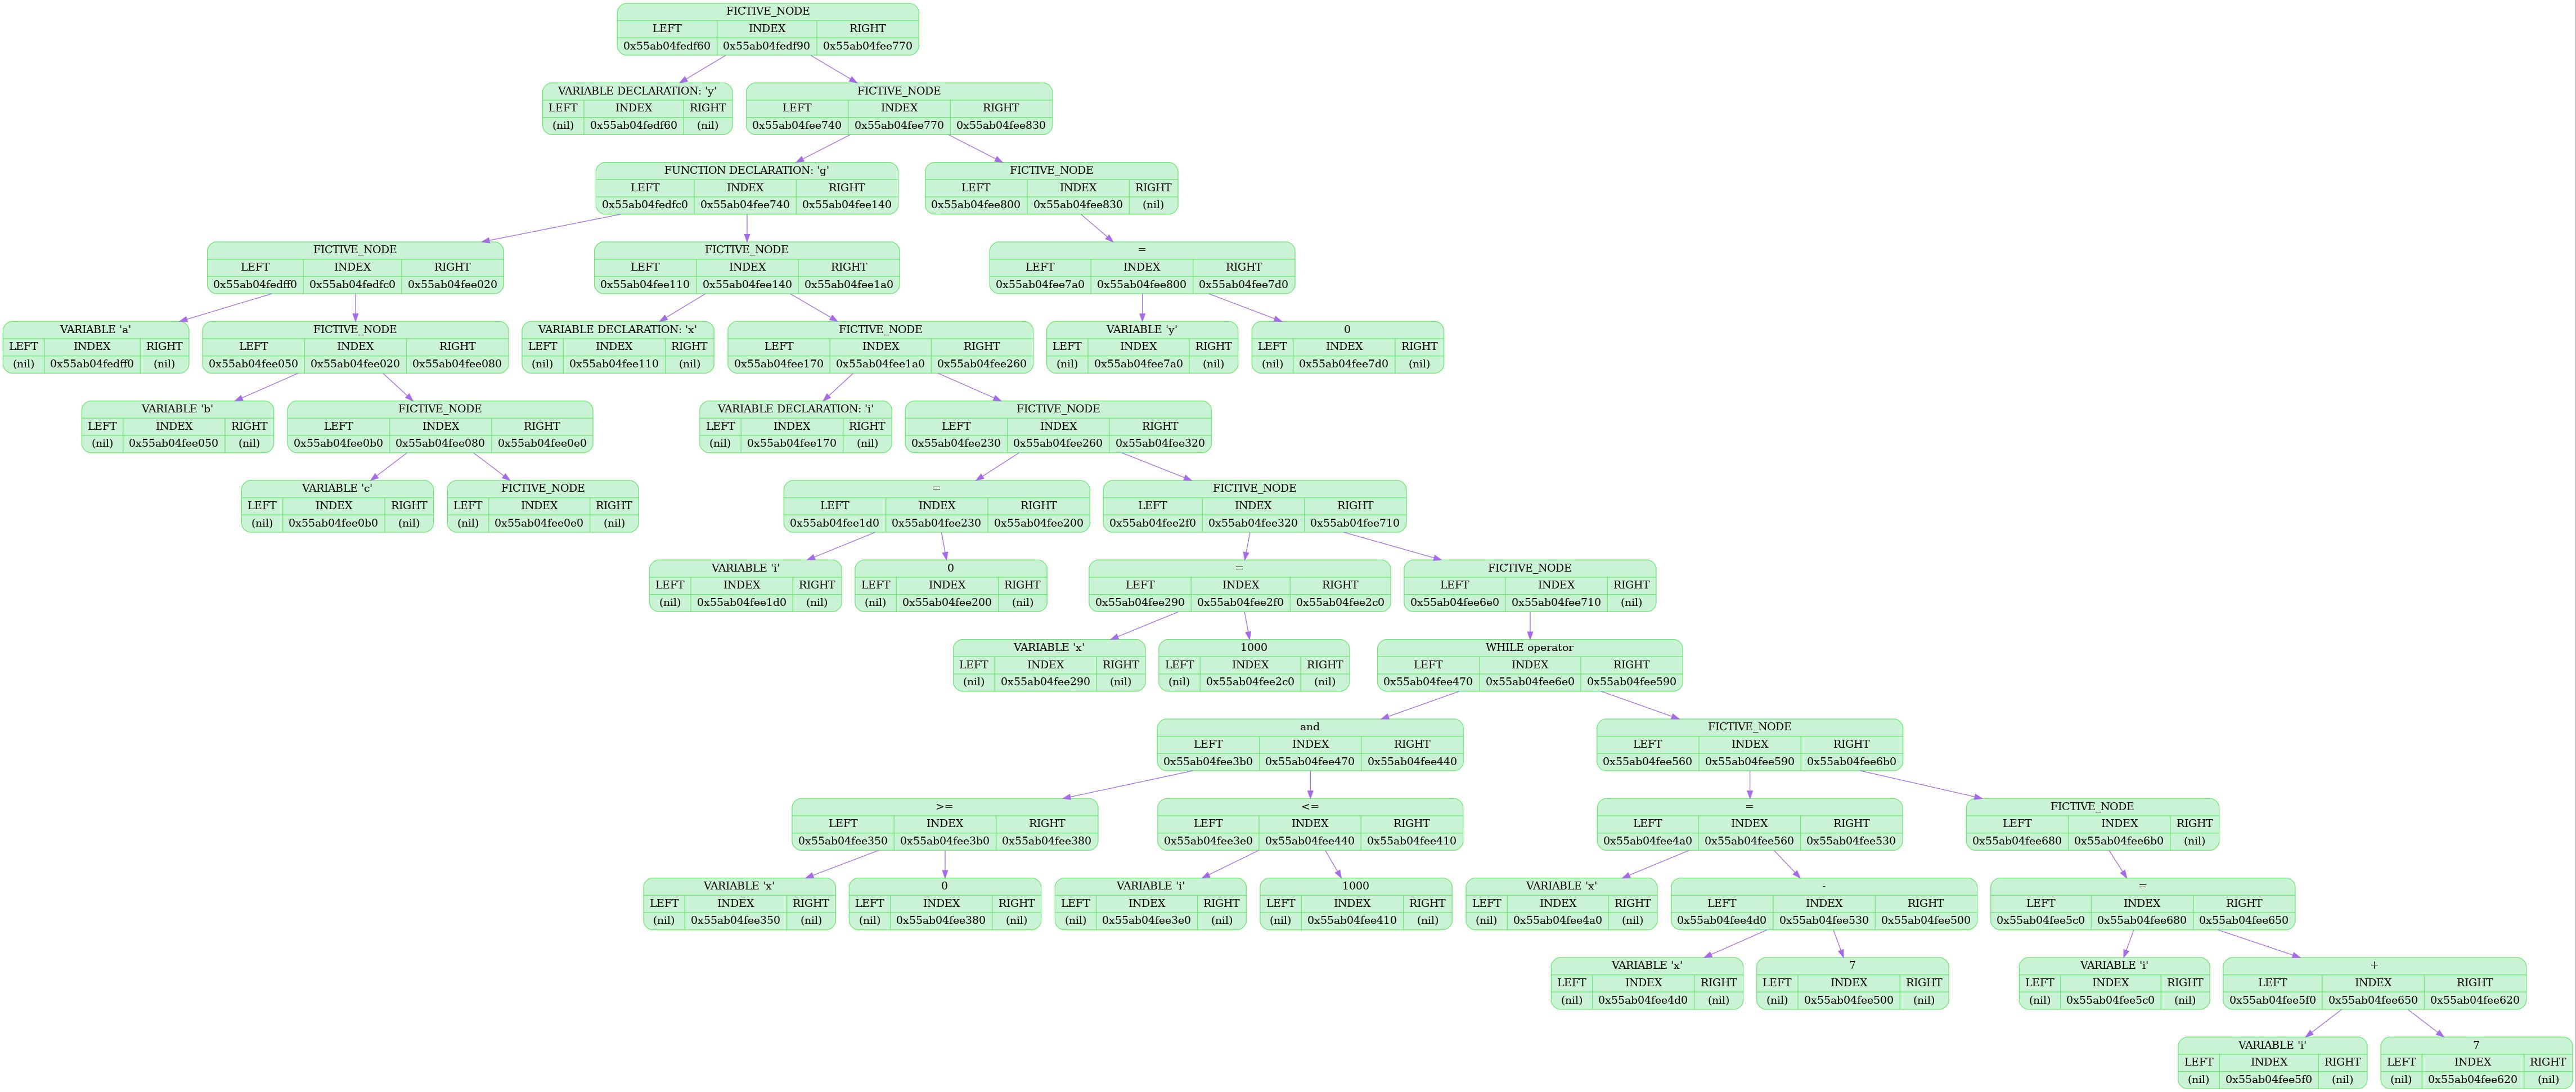 FICTIVE_NODE
LEFT INDEX RIGHT
0x55ab04fedf60 0x55ab04fedf90 0x55ab04fee770
VARIABLE DECLARATION: 'y'
LEFT INDEX RIGHT
(nil) 0x55ab04fedf60 (nil)
FICTIVE_NODE
LEFT INDEX RIGHT
0x55ab04fee740 0x55ab04fee770 0x55ab04fee830
FUNCTION DECLARATION: 'g'
LEFT INDEX RIGHT
0x55ab04fedfc0 0x55ab04fee740 0x55ab04fee140
FICTIVE_NODE
LEFT INDEX RIGHT
0x55ab04fee800 0x55ab04fee830 (nil)
FICTIVE_NODE
LEFT INDEX RIGHT
0x55ab04fedff0 0x55ab04fedfc0 0x55ab04fee020
FICTIVE_NODE
LEFT INDEX RIGHT
0x55ab04fee110 0x55ab04fee140 0x55ab04fee1a0
=
LEFT INDEX RIGHT
0x55ab04fee7a0 0x55ab04fee800 0x55ab04fee7d0
VARIABLE 'a'
LEFT INDEX RIGHT
(nil) 0x55ab04fedff0 (nil)
FICTIVE_NODE
LEFT INDEX RIGHT
0x55ab04fee050 0x55ab04fee020 0x55ab04fee080
VARIABLE DECLARATION: 'x'
LEFT INDEX RIGHT
(nil) 0x55ab04fee110 (nil)
FICTIVE_NODE
LEFT INDEX RIGHT
0x55ab04fee170 0x55ab04fee1a0 0x55ab04fee260
VARIABLE 'y'
LEFT INDEX RIGHT
(nil) 0x55ab04fee7a0 (nil)
0
LEFT INDEX RIGHT
(nil) 0x55ab04fee7d0 (nil)
VARIABLE 'b'
LEFT INDEX RIGHT
(nil) 0x55ab04fee050 (nil)
FICTIVE_NODE
LEFT INDEX RIGHT
0x55ab04fee0b0 0x55ab04fee080 0x55ab04fee0e0
VARIABLE DECLARATION: 'i'
LEFT INDEX RIGHT
(nil) 0x55ab04fee170 (nil)
FICTIVE_NODE
LEFT INDEX RIGHT
0x55ab04fee230 0x55ab04fee260 0x55ab04fee320
VARIABLE 'c'
LEFT INDEX RIGHT
(nil) 0x55ab04fee0b0 (nil)
FICTIVE_NODE
LEFT INDEX RIGHT
(nil) 0x55ab04fee0e0 (nil)
=
LEFT INDEX RIGHT
0x55ab04fee1d0 0x55ab04fee230 0x55ab04fee200
FICTIVE_NODE
LEFT INDEX RIGHT
0x55ab04fee2f0 0x55ab04fee320 0x55ab04fee710
VARIABLE 'i'
LEFT INDEX RIGHT
(nil) 0x55ab04fee1d0 (nil)
0
LEFT INDEX RIGHT
(nil) 0x55ab04fee200 (nil)
=
LEFT INDEX RIGHT
0x55ab04fee290 0x55ab04fee2f0 0x55ab04fee2c0
FICTIVE_NODE
LEFT INDEX RIGHT
0x55ab04fee6e0 0x55ab04fee710 (nil)
VARIABLE 'x'
LEFT INDEX RIGHT
(nil) 0x55ab04fee290 (nil)
1000
LEFT INDEX RIGHT
(nil) 0x55ab04fee2c0 (nil)
WHILE operator
LEFT INDEX RIGHT
0x55ab04fee470 0x55ab04fee6e0 0x55ab04fee590
and
LEFT INDEX RIGHT
0x55ab04fee3b0 0x55ab04fee470 0x55ab04fee440
FICTIVE_NODE
LEFT INDEX RIGHT
0x55ab04fee560 0x55ab04fee590 0x55ab04fee6b0
>=
LEFT INDEX RIGHT
0x55ab04fee350 0x55ab04fee3b0 0x55ab04fee380
<=
LEFT INDEX RIGHT
0x55ab04fee3e0 0x55ab04fee440 0x55ab04fee410
=
LEFT INDEX RIGHT
0x55ab04fee4a0 0x55ab04fee560 0x55ab04fee530
FICTIVE_NODE
LEFT INDEX RIGHT
0x55ab04fee680 0x55ab04fee6b0 (nil)
VARIABLE 'x'
LEFT INDEX RIGHT
(nil) 0x55ab04fee350 (nil)
0
LEFT INDEX RIGHT
(nil) 0x55ab04fee380 (nil)
VARIABLE 'i'
LEFT INDEX RIGHT
(nil) 0x55ab04fee3e0 (nil)
1000
LEFT INDEX RIGHT
(nil) 0x55ab04fee410 (nil)
VARIABLE 'x'
LEFT INDEX RIGHT
(nil) 0x55ab04fee4a0 (nil)
-
LEFT INDEX RIGHT
0x55ab04fee4d0 0x55ab04fee530 0x55ab04fee500
=
LEFT INDEX RIGHT
0x55ab04fee5c0 0x55ab04fee680 0x55ab04fee650
VARIABLE 'x'
LEFT INDEX RIGHT
(nil) 0x55ab04fee4d0 (nil)
7
LEFT INDEX RIGHT
(nil) 0x55ab04fee500 (nil)
VARIABLE 'i'
LEFT INDEX RIGHT
(nil) 0x55ab04fee5c0 (nil)
+
LEFT INDEX RIGHT
0x55ab04fee5f0 0x55ab04fee650 0x55ab04fee620
VARIABLE 'i'
LEFT INDEX RIGHT
(nil) 0x55ab04fee5f0 (nil)
7
LEFT INDEX RIGHT
(nil) 0x55ab04fee620 (nil)